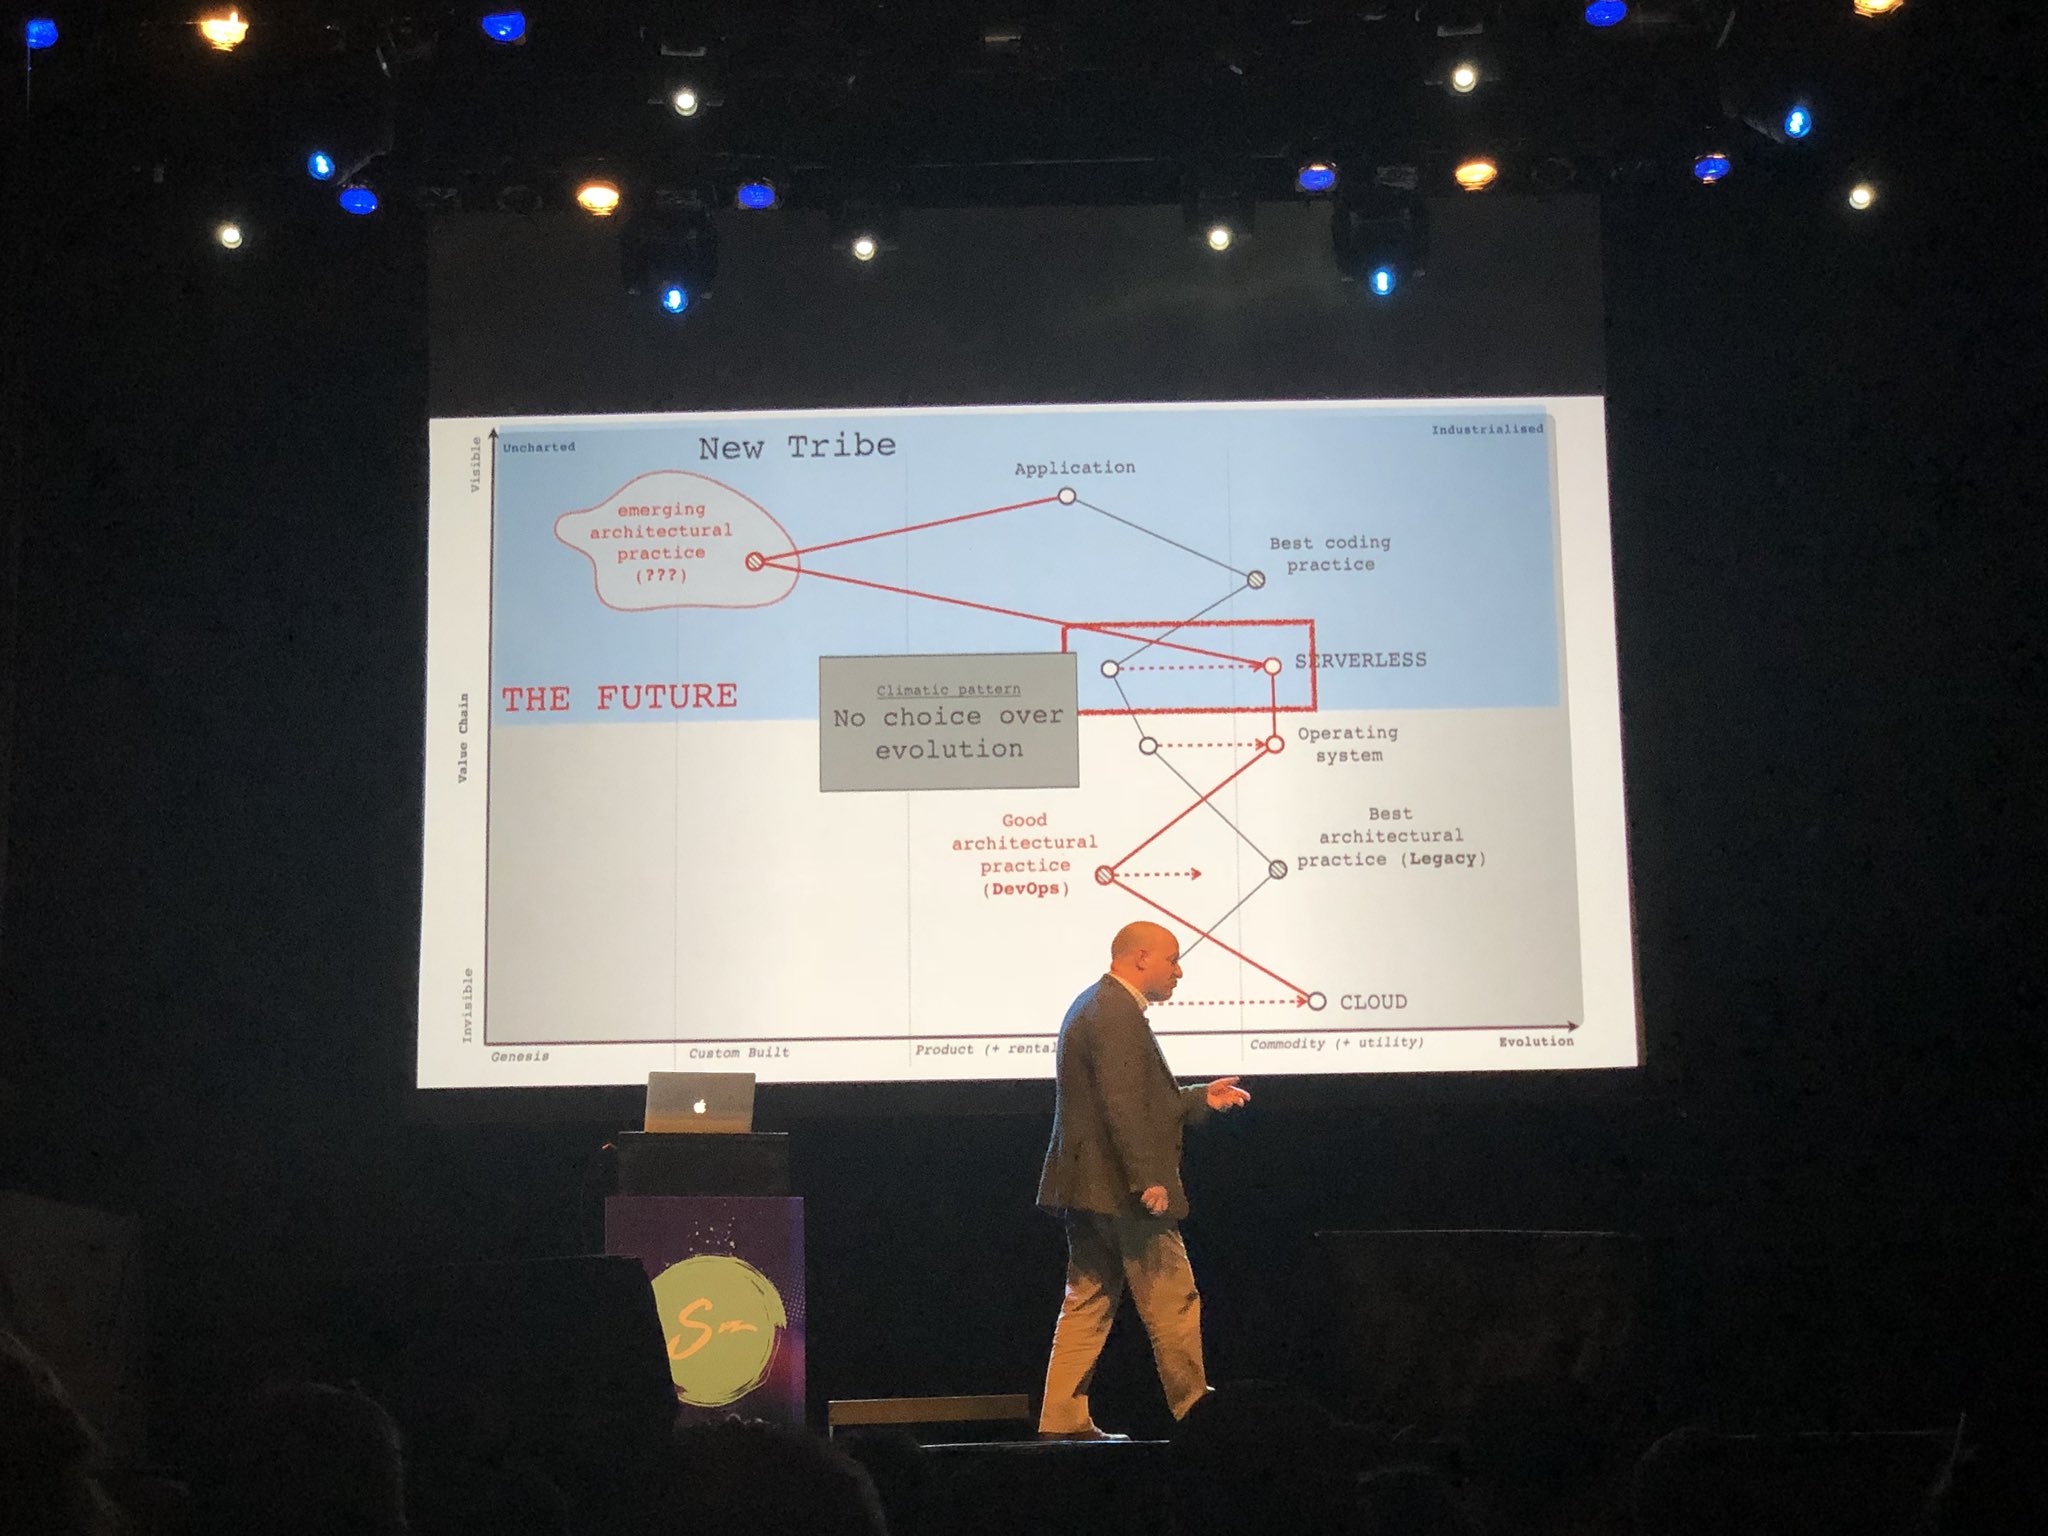 Uncharted
New Tribe
Industrialised
Visible
Application
emerging
architectural
practice
(???)
Best coding
practice
SERVERLESS
THE FUTURE
Climatic pattern
No choice over
evolution
Value Chain
Operating
system
Good
architectural
practice
(DevOps)
Best
architectural
practice (Legacy)
Invisible
CLOUD
Genesis
Custom Built
Product (+ rental
Commodity (+ utility)
Evolution